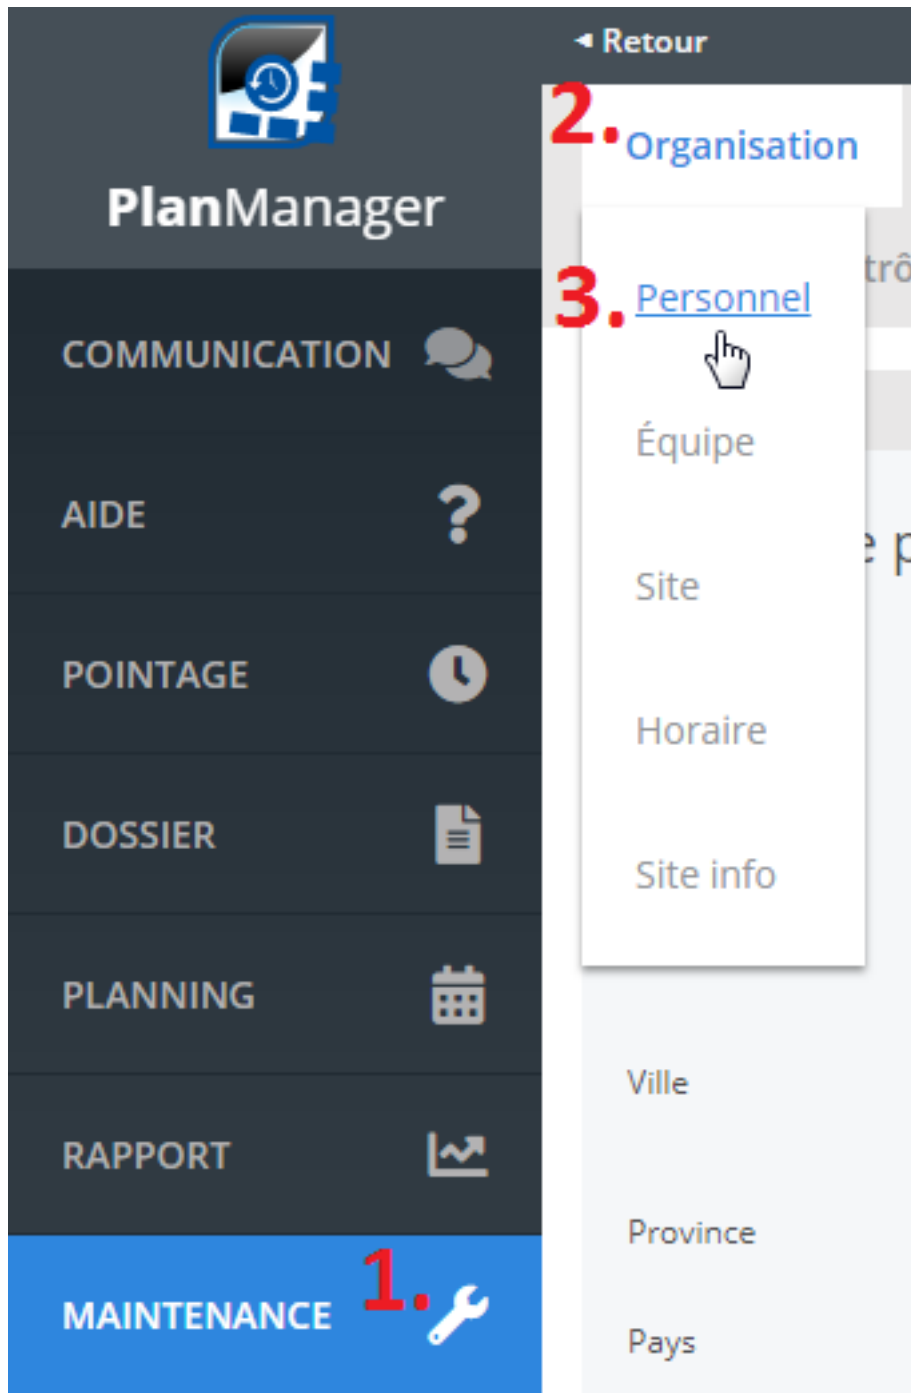 PlanManager
COMMUNICATION
AIDE
POINTAGE
DOSSIER
PLANNING
RAPPORT
1.
MAINTENANCE
Retour
2.
Organisation
3.
Personnel
Équipe
Site
Horaire
Site info
Ville
Province
Pays